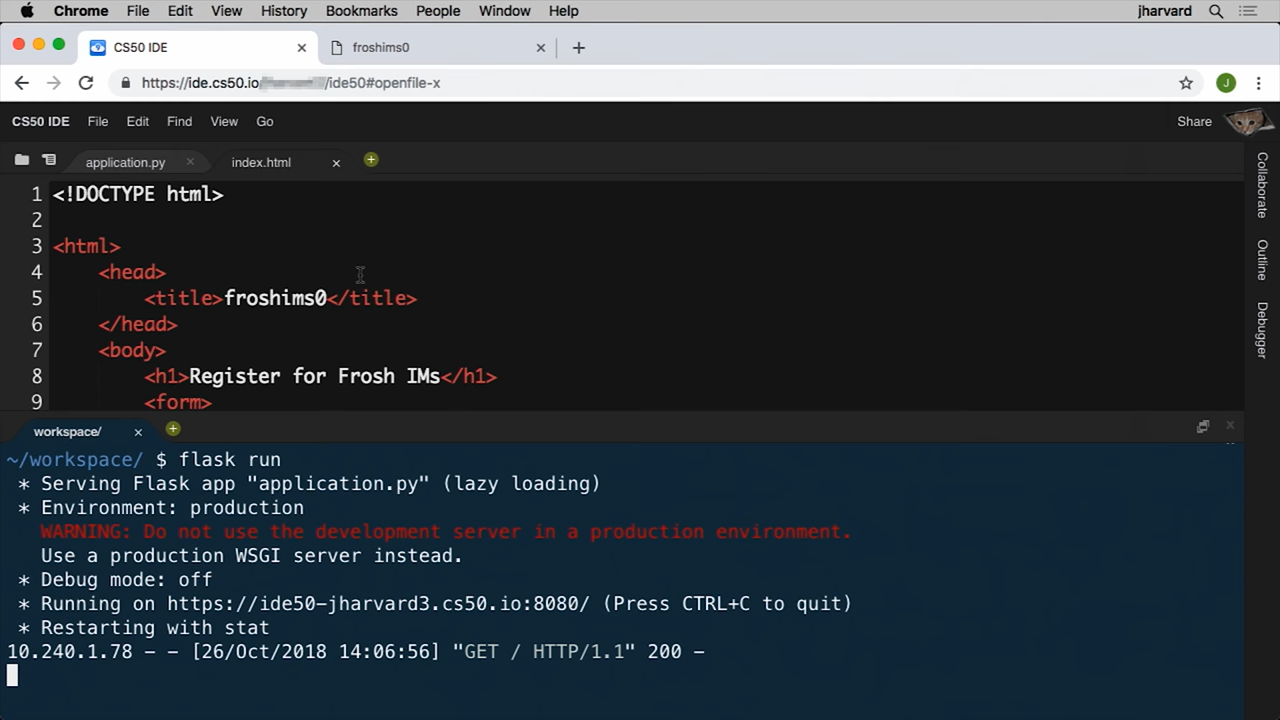 Chrome File Edit View History Bookmarks People Window Help jharvard
CS50 IDE froshims0
https://ide.cs50.io/ /ide50#openfile-x J
CS50 IDE File Edit Find View Go Share
application.py index.html
Collaborate
Outline
Debugger
1 <!DOCTYPE html>
2
3 <html>
4 <head>
5 <title>froshims0</title>
6 </head>
7 <body>
8 <h1>Register for Frosh IMs</h1>
9 <form>
workspace/
~/workspace/ $ flask run
* Serving Flask app "application.py" (lazy loading)
* Environment: production
WARNING: Do not use the development server in a production environment.
Use a production WSGI server instead.
* Debug mode: off
* Running on https://ide50-jharvard3.cs50.io:8080/ (Press CTRL+C to quit)
* Restarting with stat
10.240.1.78 - - [26/Oct/2018 14:06:56] "GET / HTTP/1.1" 200 -